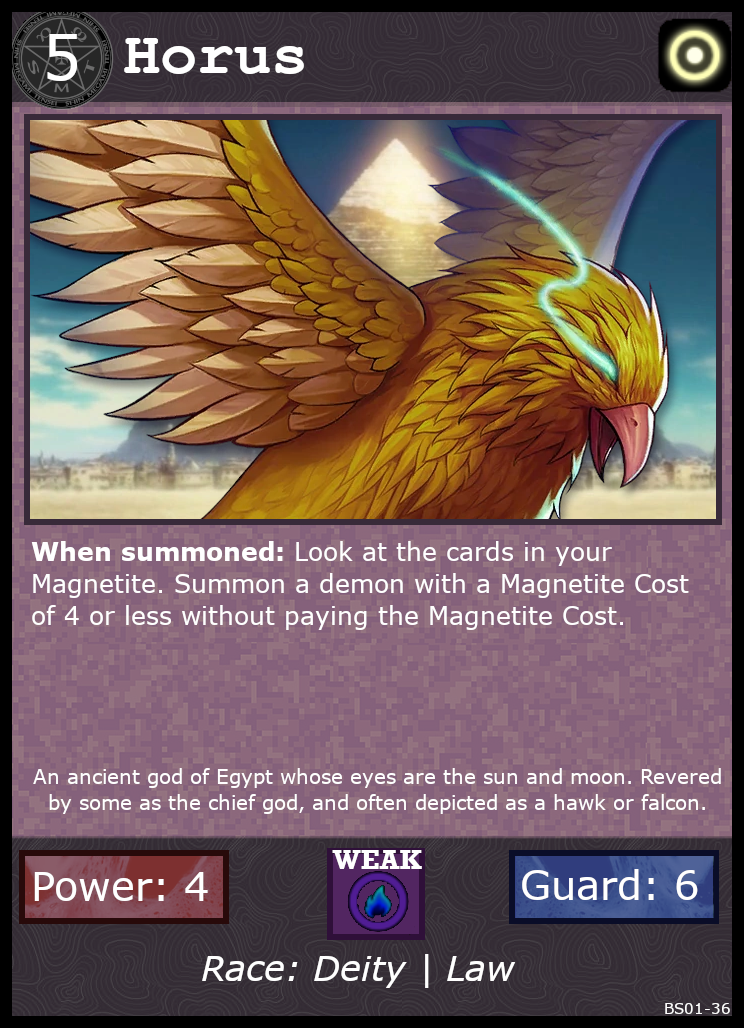 5 Horus
When summoned: Look at the cards in your
Magnetite. Summon a demon with a Magnetite Cost
of 4 or less without paying the Magnetite Cost.
An ancient god of Egypt whose eyes are the sun and moon. Revered
by some as the chief god, and often depicted as a hawk or falcon.
WEAK
Power: 4
Guard: 6
Race: Deity | Law
BS01-36